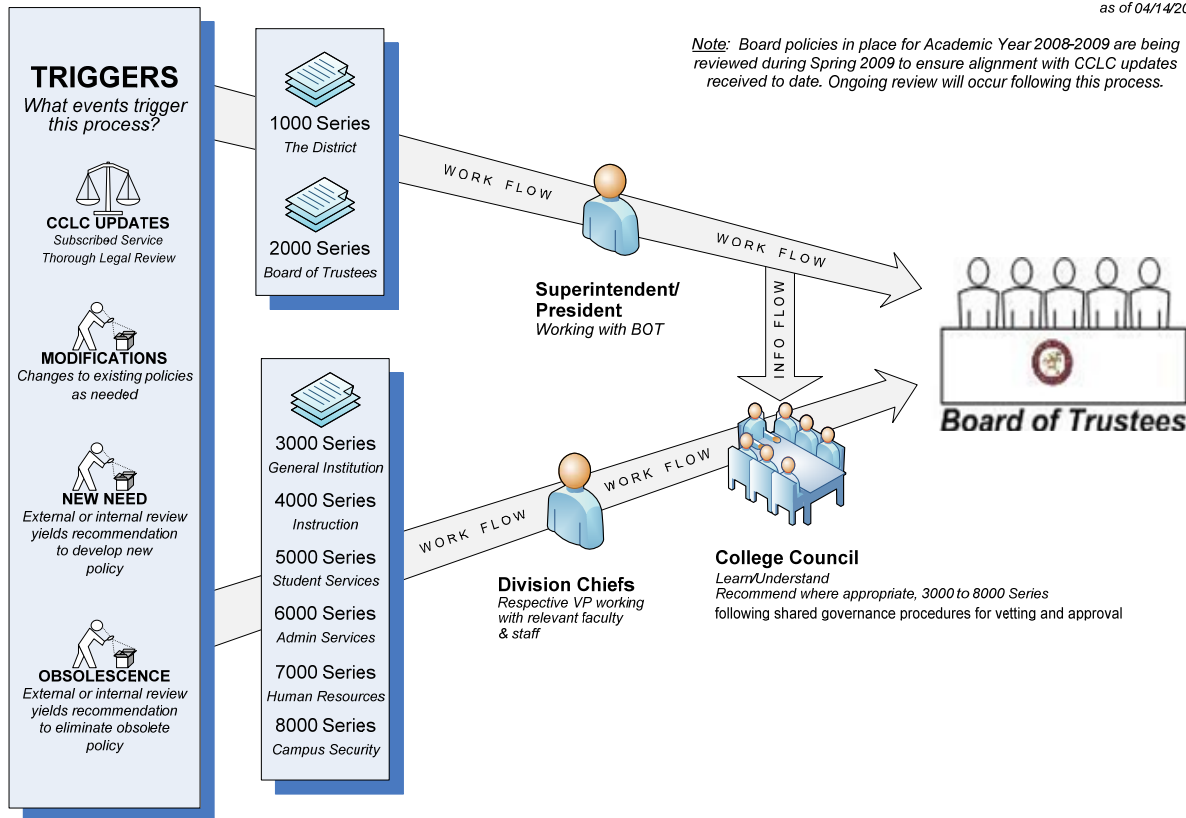 as of 04/14/20
Note: Board policies in place for Academic Year 2008-2009 are being
reviewed during Spring 2009 to ensure alignment with CCLC updates
received to date. Ongoing review will occur following this process.
TRIGGERS
What events trigger
this process?
CCLC UPDATES
Subscribed Service
Thorough Legal Review
MODIFICATIONS
Changes to existing policies
as needed
NEW NEED
External or internal review
yields recommendation
to develop new
policy
OBSOLESCENCE
External or internal review
yields recommendation
to eliminate obsolete
policy
1000 Series
The District
2000 Series
Board of Trustees
3000 Series
General Institution
4000 Series
Instruction
5000 Series
Student Services
6000 Series
Admin Services
7000 Series
Human Resources
8000 Series
Campus Security
WORK FLOW
Superintendent/
President
Working with BOT
WORK FLOW
INFO FLOW
WORK FLOW
Division Chiefs
Respective VP working
with relevant faculty
& staff
WORK FLOW
College Council
Learn/Understand
Recommend where appropriate, 3000 to 8000 Series
following shared governance procedures for vetting and approval
Board of Trustees